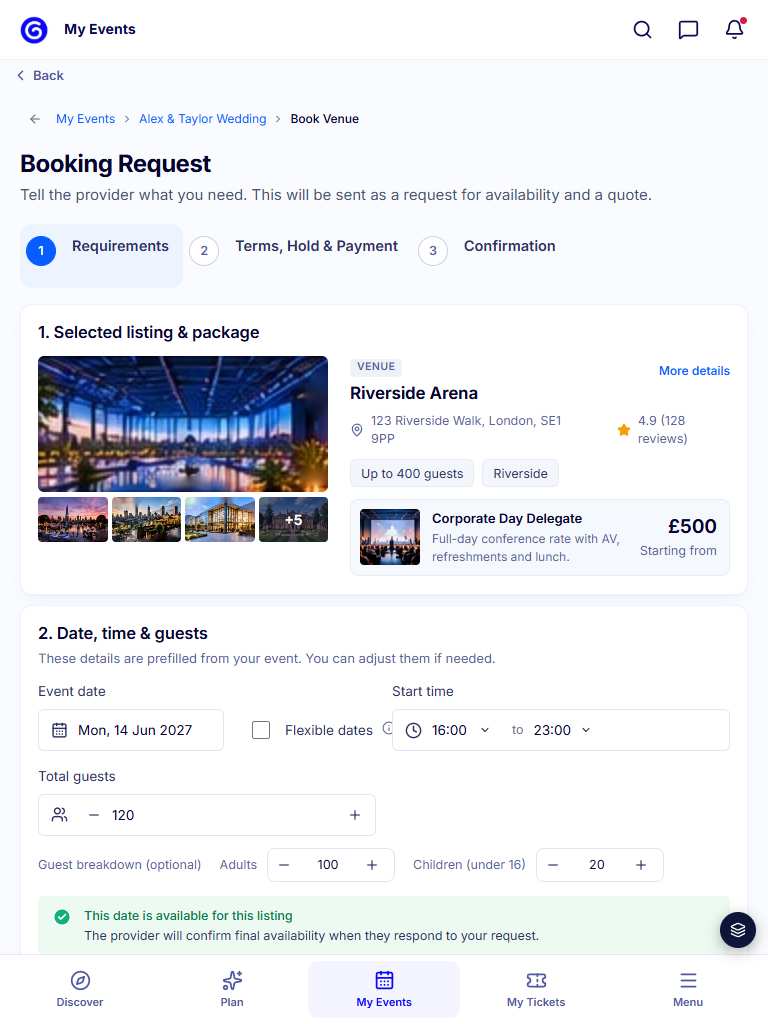 My Events
Back
My Events > Alex & Taylor Wedding > Book Venue
Booking Request
Tell the provider what you need. This will be sent as a request for availability and a quote.
1 Requirements
2 Terms, Hold & Payment
3 Confirmation
1. Selected listing & package
VENUE
More details
Riverside Arena
123 Riverside Walk, London, SE1
9PP
4.9 (128
reviews)
Up to 400 guests
Riverside
+5
Corporate Day Delegate
Full-day conference rate with AV,
refreshments and lunch.
£500
Starting from
2. Date, time & guests
These details are prefilled from your event. You can adjust them if needed.
Event date
Start time
Mon, 14 Jun 2027
Flexible dates
16:00 to 23:00
Total guests
120
Guest breakdown (optional) Adults 100 Children (under 16) 20
This date is available for this listing
The provider will confirm final availability when they respond to your request.
Discover
Plan
My Events
My Tickets
Menu